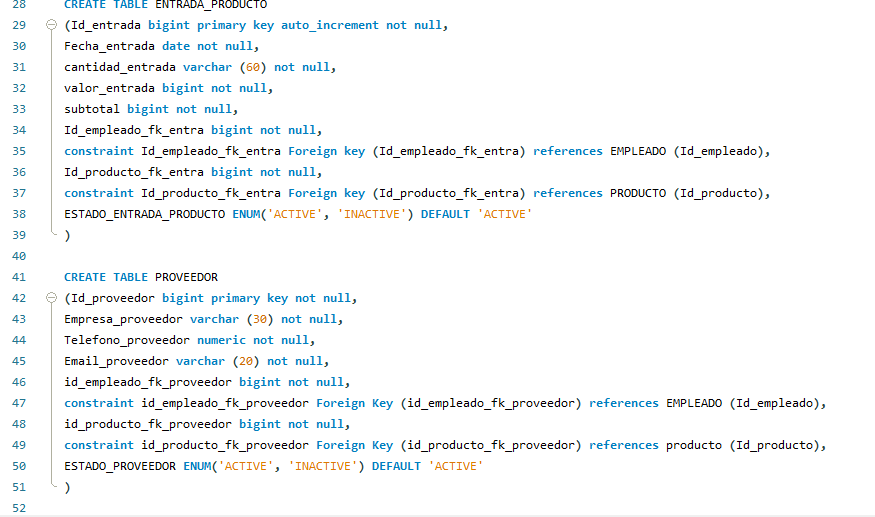 28 CREATE TABLE ENTRADA_PRODUCTO
29 (Id_entrada bigint primary key auto_increment not null,
30 Fecha_entrada date not null,
31 cantidad_entrada varchar (60) not null,
32 valor_entrada bigint not null,
33 subtotal bigint not null,
34 Id_empleado_fk_entra bigint not null,
35 constraint Id_empleado_fk_entra Foreign key (Id_empleado_fk_entra) references EMPLEADO (Id_empleado),
36 Id_producto_fk_entra bigint not null,
37 constraint Id_producto_fk_entra Foreign key (Id_producto_fk_entra) references PRODUCTO (Id_producto),
38 ESTADO_ENTRADA_PRODUCTO ENUM('ACTIVE', 'INACTIVE') DEFAULT 'ACTIVE'
39 )
40
41 CREATE TABLE PROVEEDOR
42 (Id_proveedor bigint primary key not null,
43 Empresa_proveedor varchar (30) not null,
44 Telefono_proveedor numeric not null,
45 Email_proveedor varchar (20) not null,
46 id_empleado_fk_proveedor bigint not null,
47 constraint id_empleado_fk_proveedor Foreign Key (id_empleado_fk_proveedor) references EMPLEADO (Id_empleado),
48 id_producto_fk_proveedor bigint not null,
49 constraint id_producto_fk_proveedor Foreign Key (id_producto_fk_proveedor) references producto (Id_producto),
50 ESTADO_PROVEEDOR ENUM('ACTIVE', 'INACTIVE') DEFAULT 'ACTIVE'
51 )
52